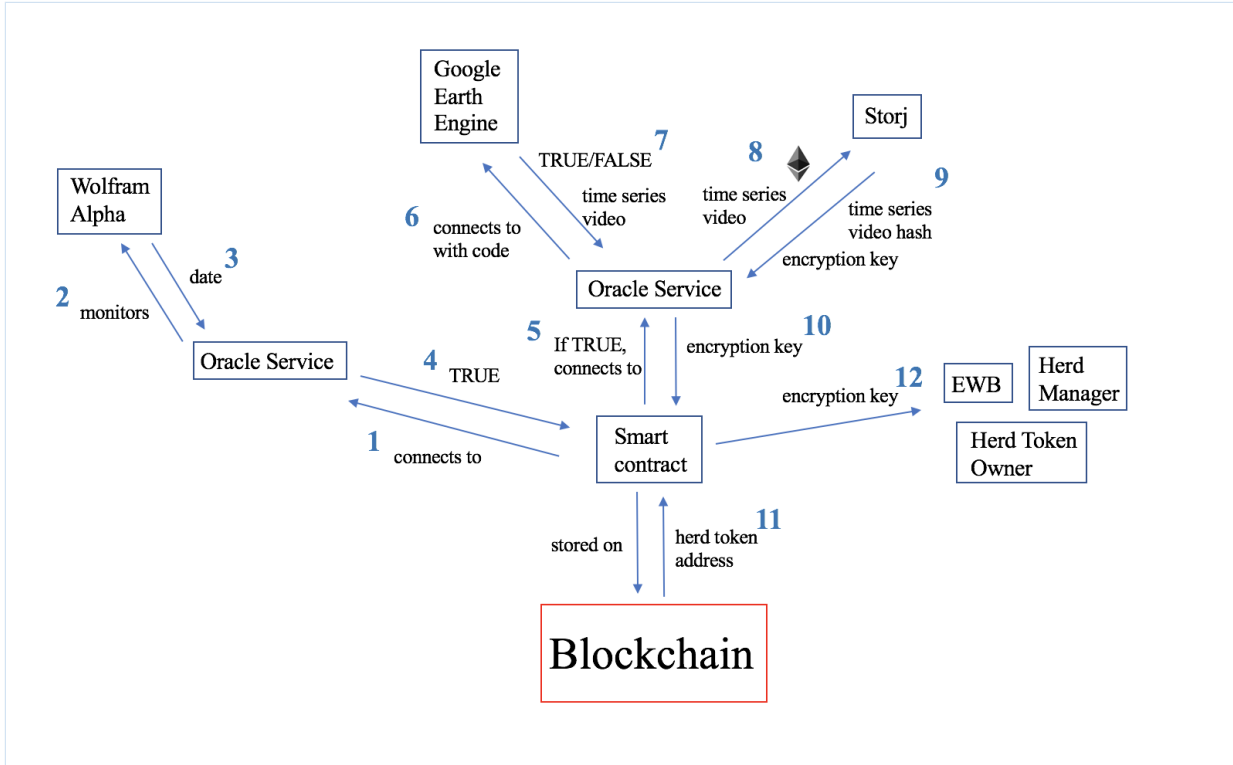 Google
Earth
Engine
Storj
7
TRUE/FALSE
8
9
Wolfram
Alpha
time series
video
time series
video
time series
video hash
6
connects to
with code
encryption key
3
date
2
monitors
Oracle Service
5
If TRUE,
connects to
10
encryption key
Oracle Service
4
TRUE
12
encryption key
EWB
Herd
Manager
1
connects to
Smart
contract
Herd Token
Owner
11
stored on
herd token
address
Blockchain